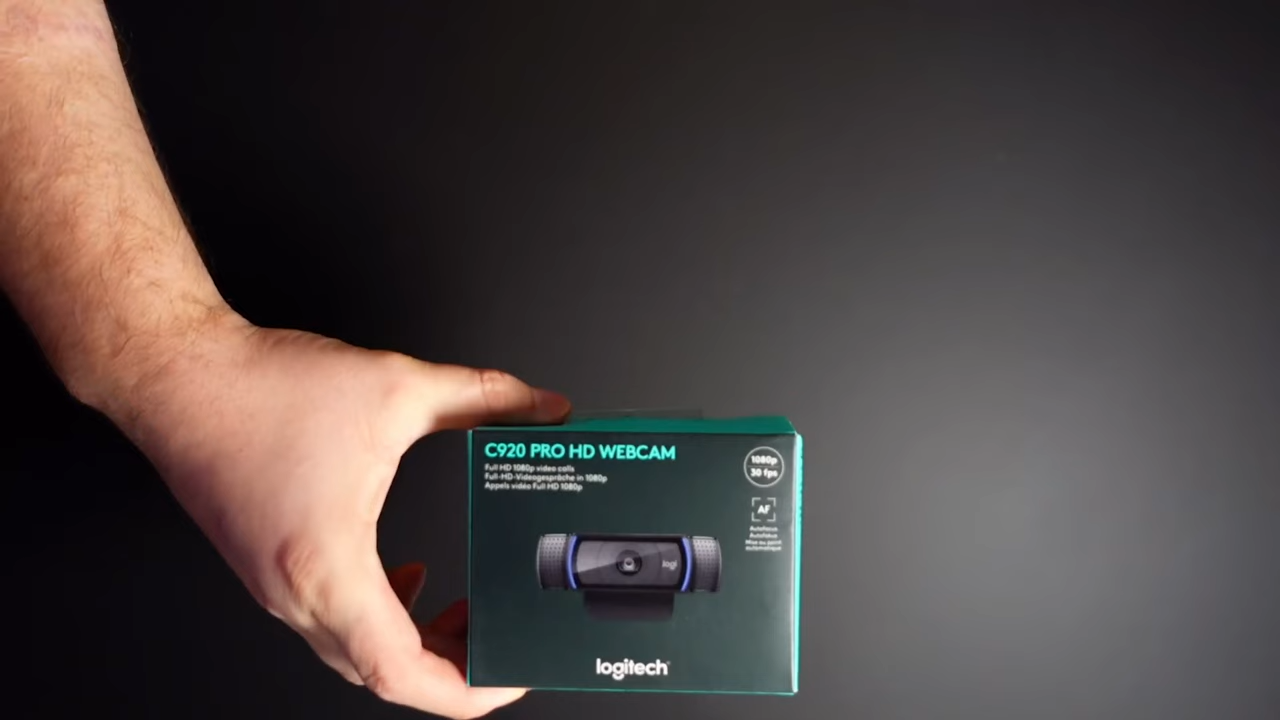 C920 PRO HD WEBCAM
Full HD 1080p video calls
Full-HD-Videogespräche in 1080p
Appels vidéo Full HD 1080p
1080p
30 fps
AF
Autofocus
Autofokus
Mise au point
automatique
logi
logitech